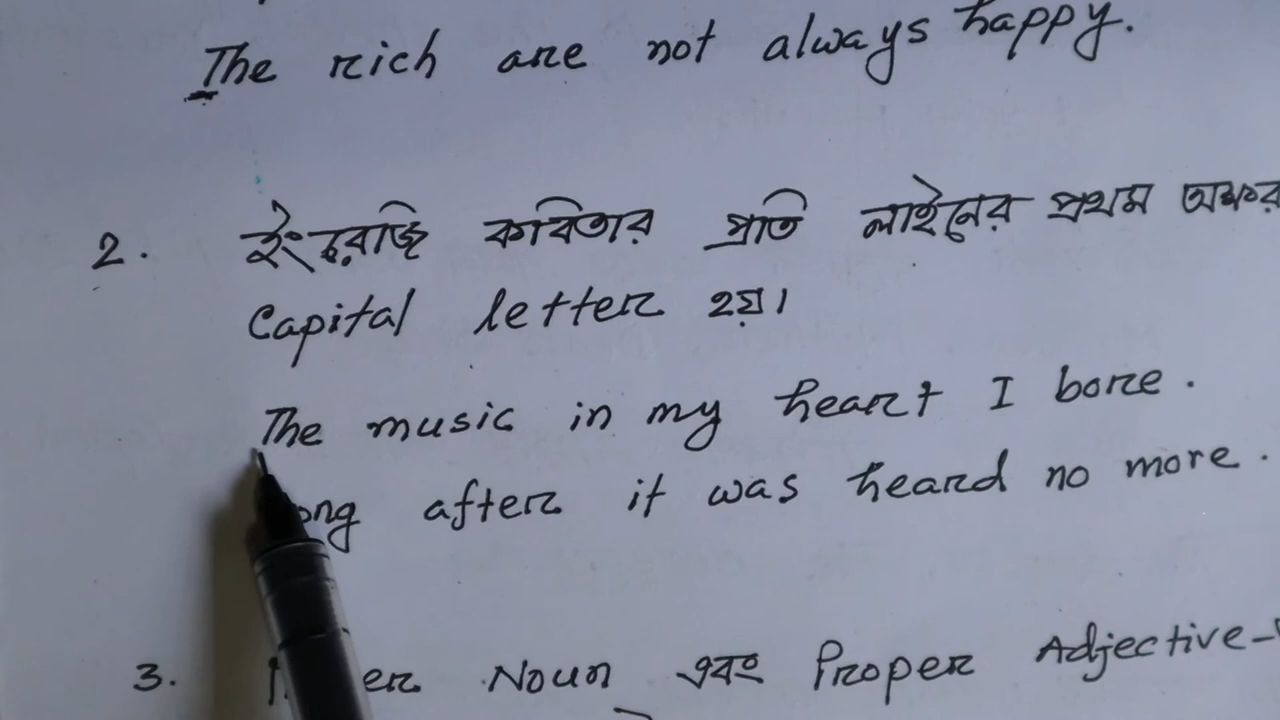 The rich are not always happy.
2. ইংরেজি কবিতার প্রতি লাইনের প্রথম অক্ষর
Capital letter হয়।
The music in my heart I bore.
after it was heard no more.
3. Noun এবং Proper Adjective-